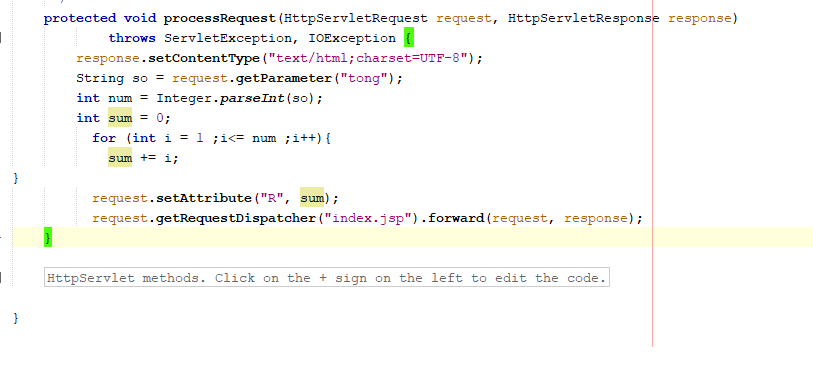 protected void processRequest(HttpServletRequest request, HttpServletResponse response)
throws ServletException, IOException {
response.setContentType("text/html;charset=UTF-8");
String so = request.getParameter("tong");
int num = Integer.parseInt(so);
int sum = 0;
for (int i = 1 ;i<= num ;i++){
sum += i;
}
request.setAttribute("R", sum);
request.getRequestDispatcher("index.jsp").forward(request, response);
}
HttpServlet methods. Click on the + sign on the left to edit the code.
}